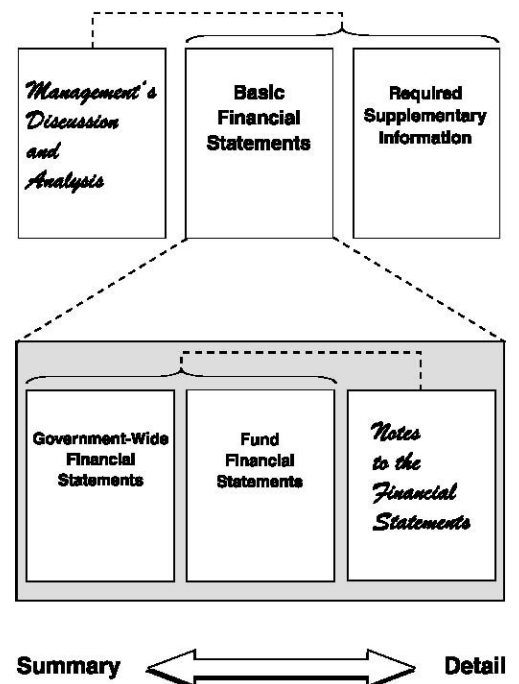 Management's
Discussion
and
Analysis
Basic
Financial
Statements
Required
Supplementary
Information
Government-Wide
Financial
Statements
Fund
Financial
Statements
Notes
to the
Financial
Statements
Summary
Detail